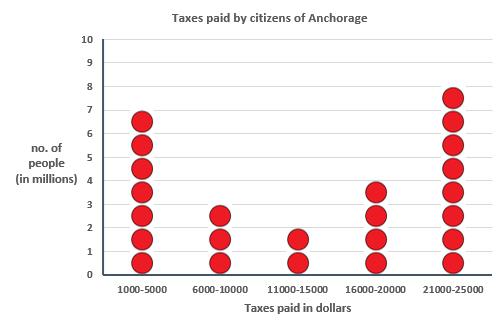 Taxes paid by citizens of Anchorage
10
9
8
7
6
5
4
3
2
1
0
no. of
people
(in millions)
1000-5000 6000-10000 11000-15000 16000-20000 21000-25000
Taxes paid in dollars